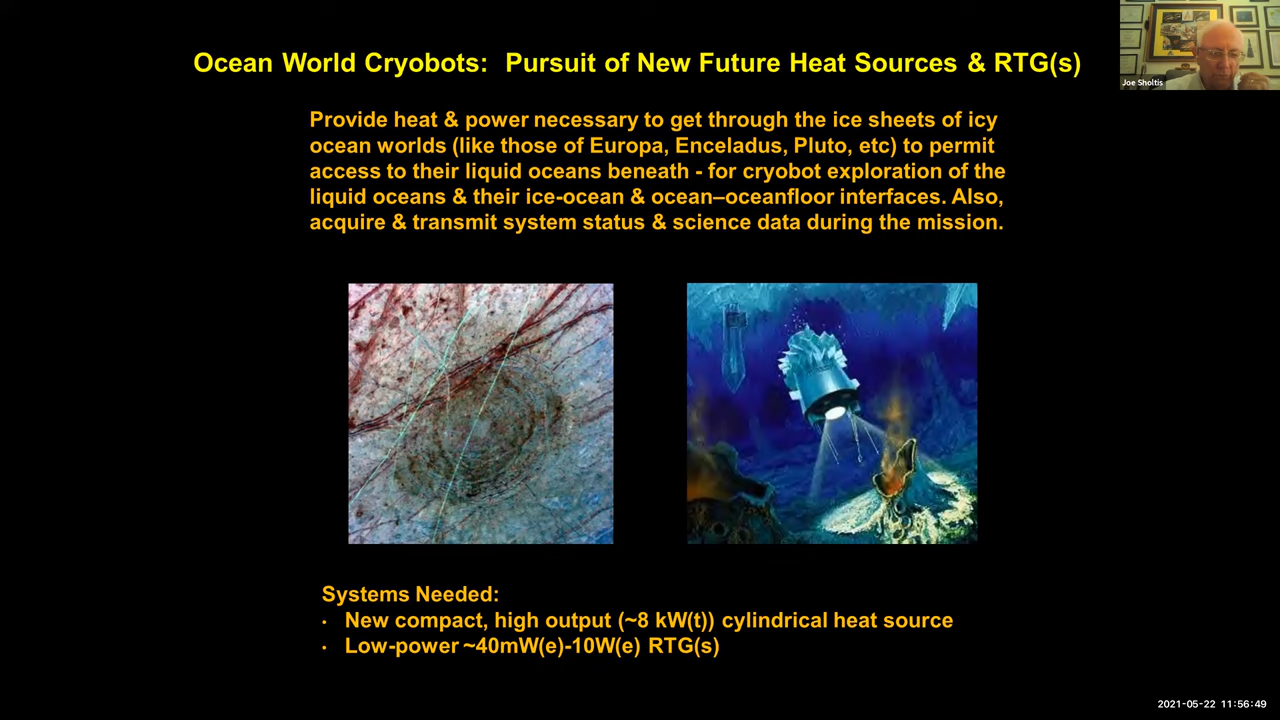 Ocean World Cryobots: Pursuit of New Future Heat Sources & RTG(s)
Joe Sholtis
Provide heat & power necessary to get through the ice sheets of icy
ocean worlds (like those of Europa, Enceladus, Pluto, etc) to permit
access to their liquid oceans beneath - for cryobot exploration of the
liquid oceans & their ice-ocean & ocean–oceanfloor interfaces. Also,
acquire & transmit system status & science data during the mission.
Systems Needed:
• New compact, high output (~8 kW(t)) cylindrical heat source
• Low-power ~40mW(e)-10W(e) RTG(s)
2021-05-22 11:56:49